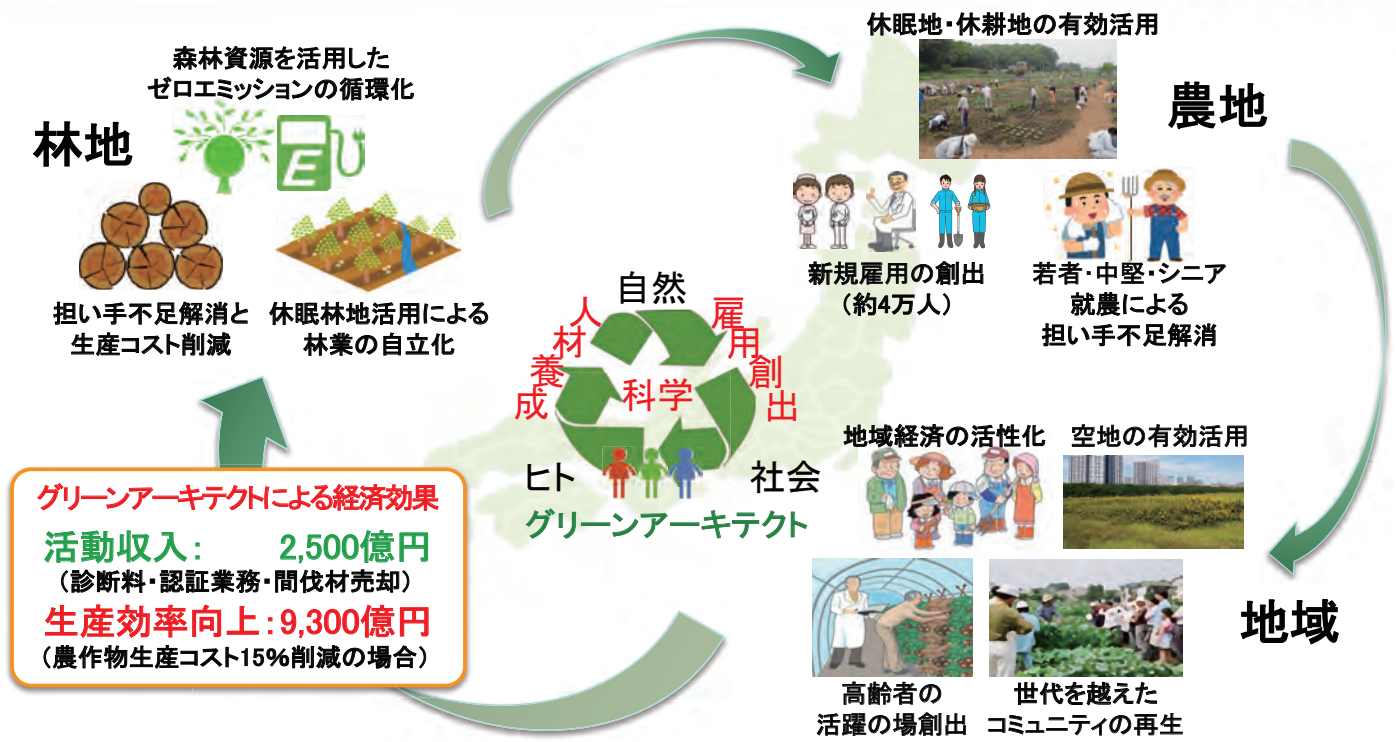 森林資源を活用した
ゼロエミッションの循環化
林地
E
担い手不足解消と
生産コスト削減
休眠林地活用による
林業の自立化
休眠地・休耕地の有効活用
農地
新規雇用の創出
(約4万人)
若者・中堅・シニア
就農による
担い手不足解消
自然
人材養成
雇用創出
科学
ヒト
社会
グリーンアーキテクト
地域経済の活性化
空地の有効活用
地域
高齢者の
活躍の場創出
世代を越えた
コミュニティの再生
グリーンアーキテクトによる経済効果
活動収入: 2,500億円
(診断料・認証業務・間伐材売却)
生産効率向上:9,300億円
(農作物生産コスト15%削減の場合)